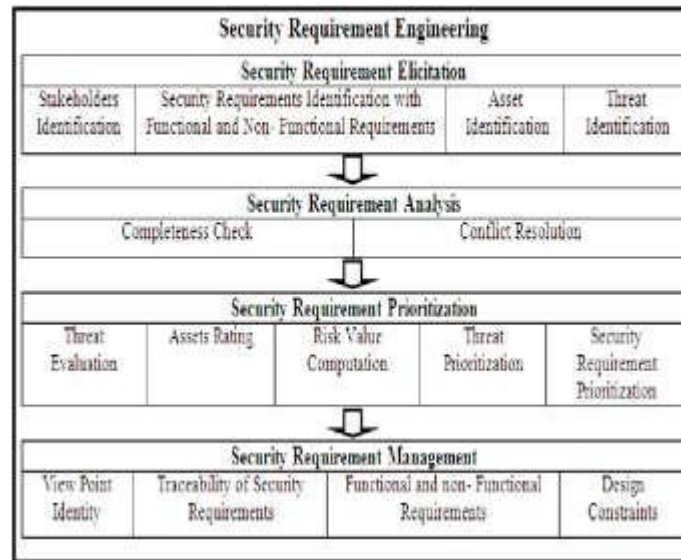 Security Requirement Engineering
Security Requirement Elicitation
Stakeholders
Identification
Security Requirements Identification with
Functional and Non- Functional Requirements
Asset
Identification
Threat
Identification
Security Requirement Analysis
Completeness Check
Conflict Resolution
Security Requirement Prioritization
Threat
Evaluation
Assets Rating
Risk Value
Computation
Threat
Prioritization
Security
Requirement
Prioritization
Security Requirement Management
View Point
Identity
Traceability of Security
Requirements
Functional and non- Functional
Requirements
Design
Constraints